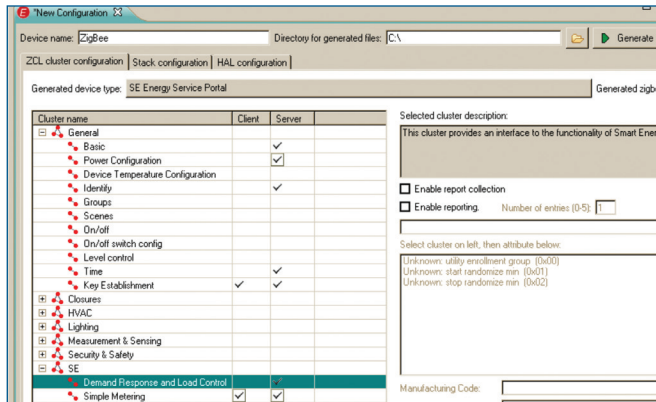 *New Configuration
Device name: ZigBee Directory for generated files: C:\ Generate
ZCL cluster configuration Stack configuration HAL configuration
Generated device type: SE Energy Service Portal Generated
Cluster name Client Server
General
Basic
Power Configuration
Device Temperature Configuration
Identify
Groups
Scenes
On/off
On/off switch config
Level control
Time
Key Establishment
Closures
HVAC
Lighting
Measurement & Sensing
Security & Safety
SE
Demand Response and Load Control
Simple Metering
Selected cluster description:
This cluster provides an interface to the functionality of Smart
Enable report collection
Enable reporting. Number of entries (0-5): 1
Select cluster on left, then attribute below:
Unknown: utility enrollment group (0x00)
Unknown: start randomize min (0x01)
Unknown: stop randomize min (0x02)
Manufacturing Code: